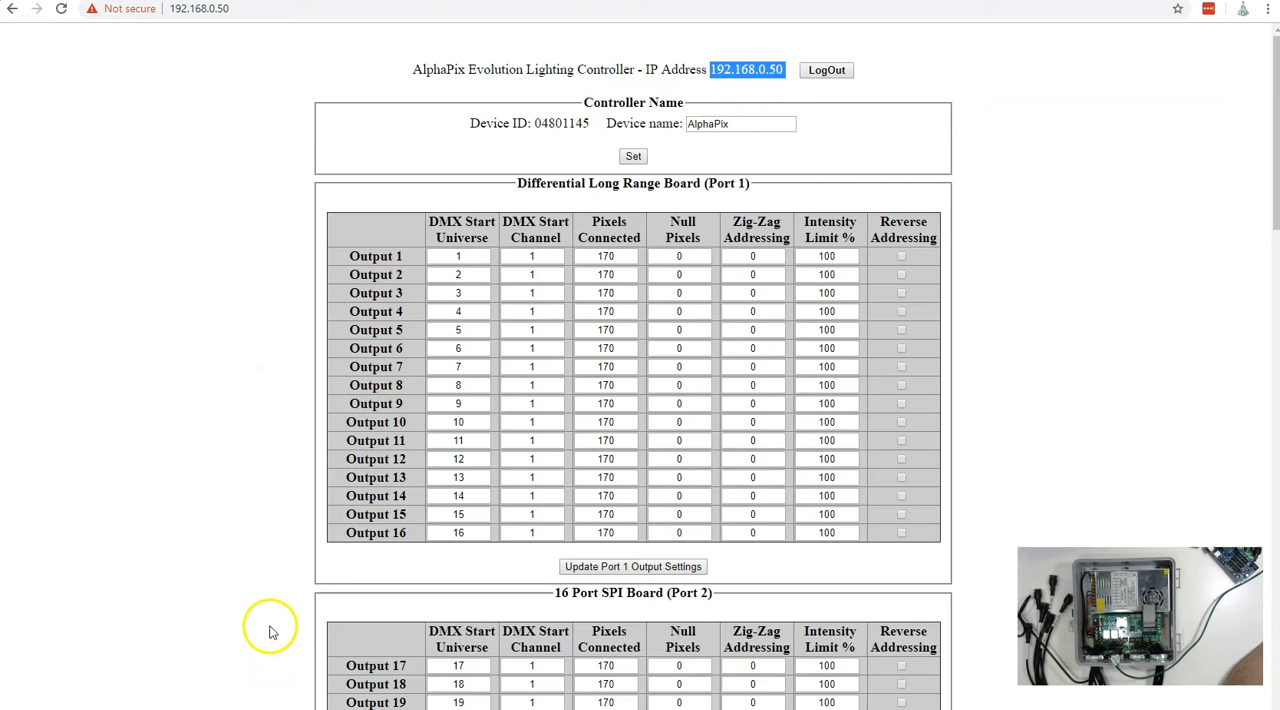 Not secure | 192.168.0.50
AlphaPix Evolution Lighting Controller - IP Address 192.168.0.50 LogOut
Controller Name
Device ID: 04801145 Device name: AlphaPix
Set
Differential Long Range Board (Port 1)
DMX Start Universe DMX Start Channel Pixels Connected Null Pixels Zig-Zag Addressing Intensity Limit % Reverse Addressing
Output 1 1 1 170 0 0 100
Output 2 2 1 170 0 0 100
Output 3 3 1 170 0 0 100
Output 4 4 1 170 0 0 100
Output 5 5 1 170 0 0 100
Output 6 6 1 170 0 0 100
Output 7 7 1 170 0 0 100
Output 8 8 1 170 0 0 100
Output 9 9 1 170 0 0 100
Output 10 10 1 170 0 0 100
Output 11 11 1 170 0 0 100
Output 12 12 1 170 0 0 100
Output 13 13 1 170 0 0 100
Output 14 14 1 170 0 0 100
Output 15 15 1 170 0 0 100
Output 16 16 1 170 0 0 100
Update Port 1 Output Settings
16 Port SPI Board (Port 2)
DMX Start Universe DMX Start Channel Pixels Connected Null Pixels Zig-Zag Addressing Intensity Limit % Reverse Addressing
Output 17 17 1 170 0 0 100
Output 18 18 1 170 0 0 100
Output 19 19 1 170 0 0 100